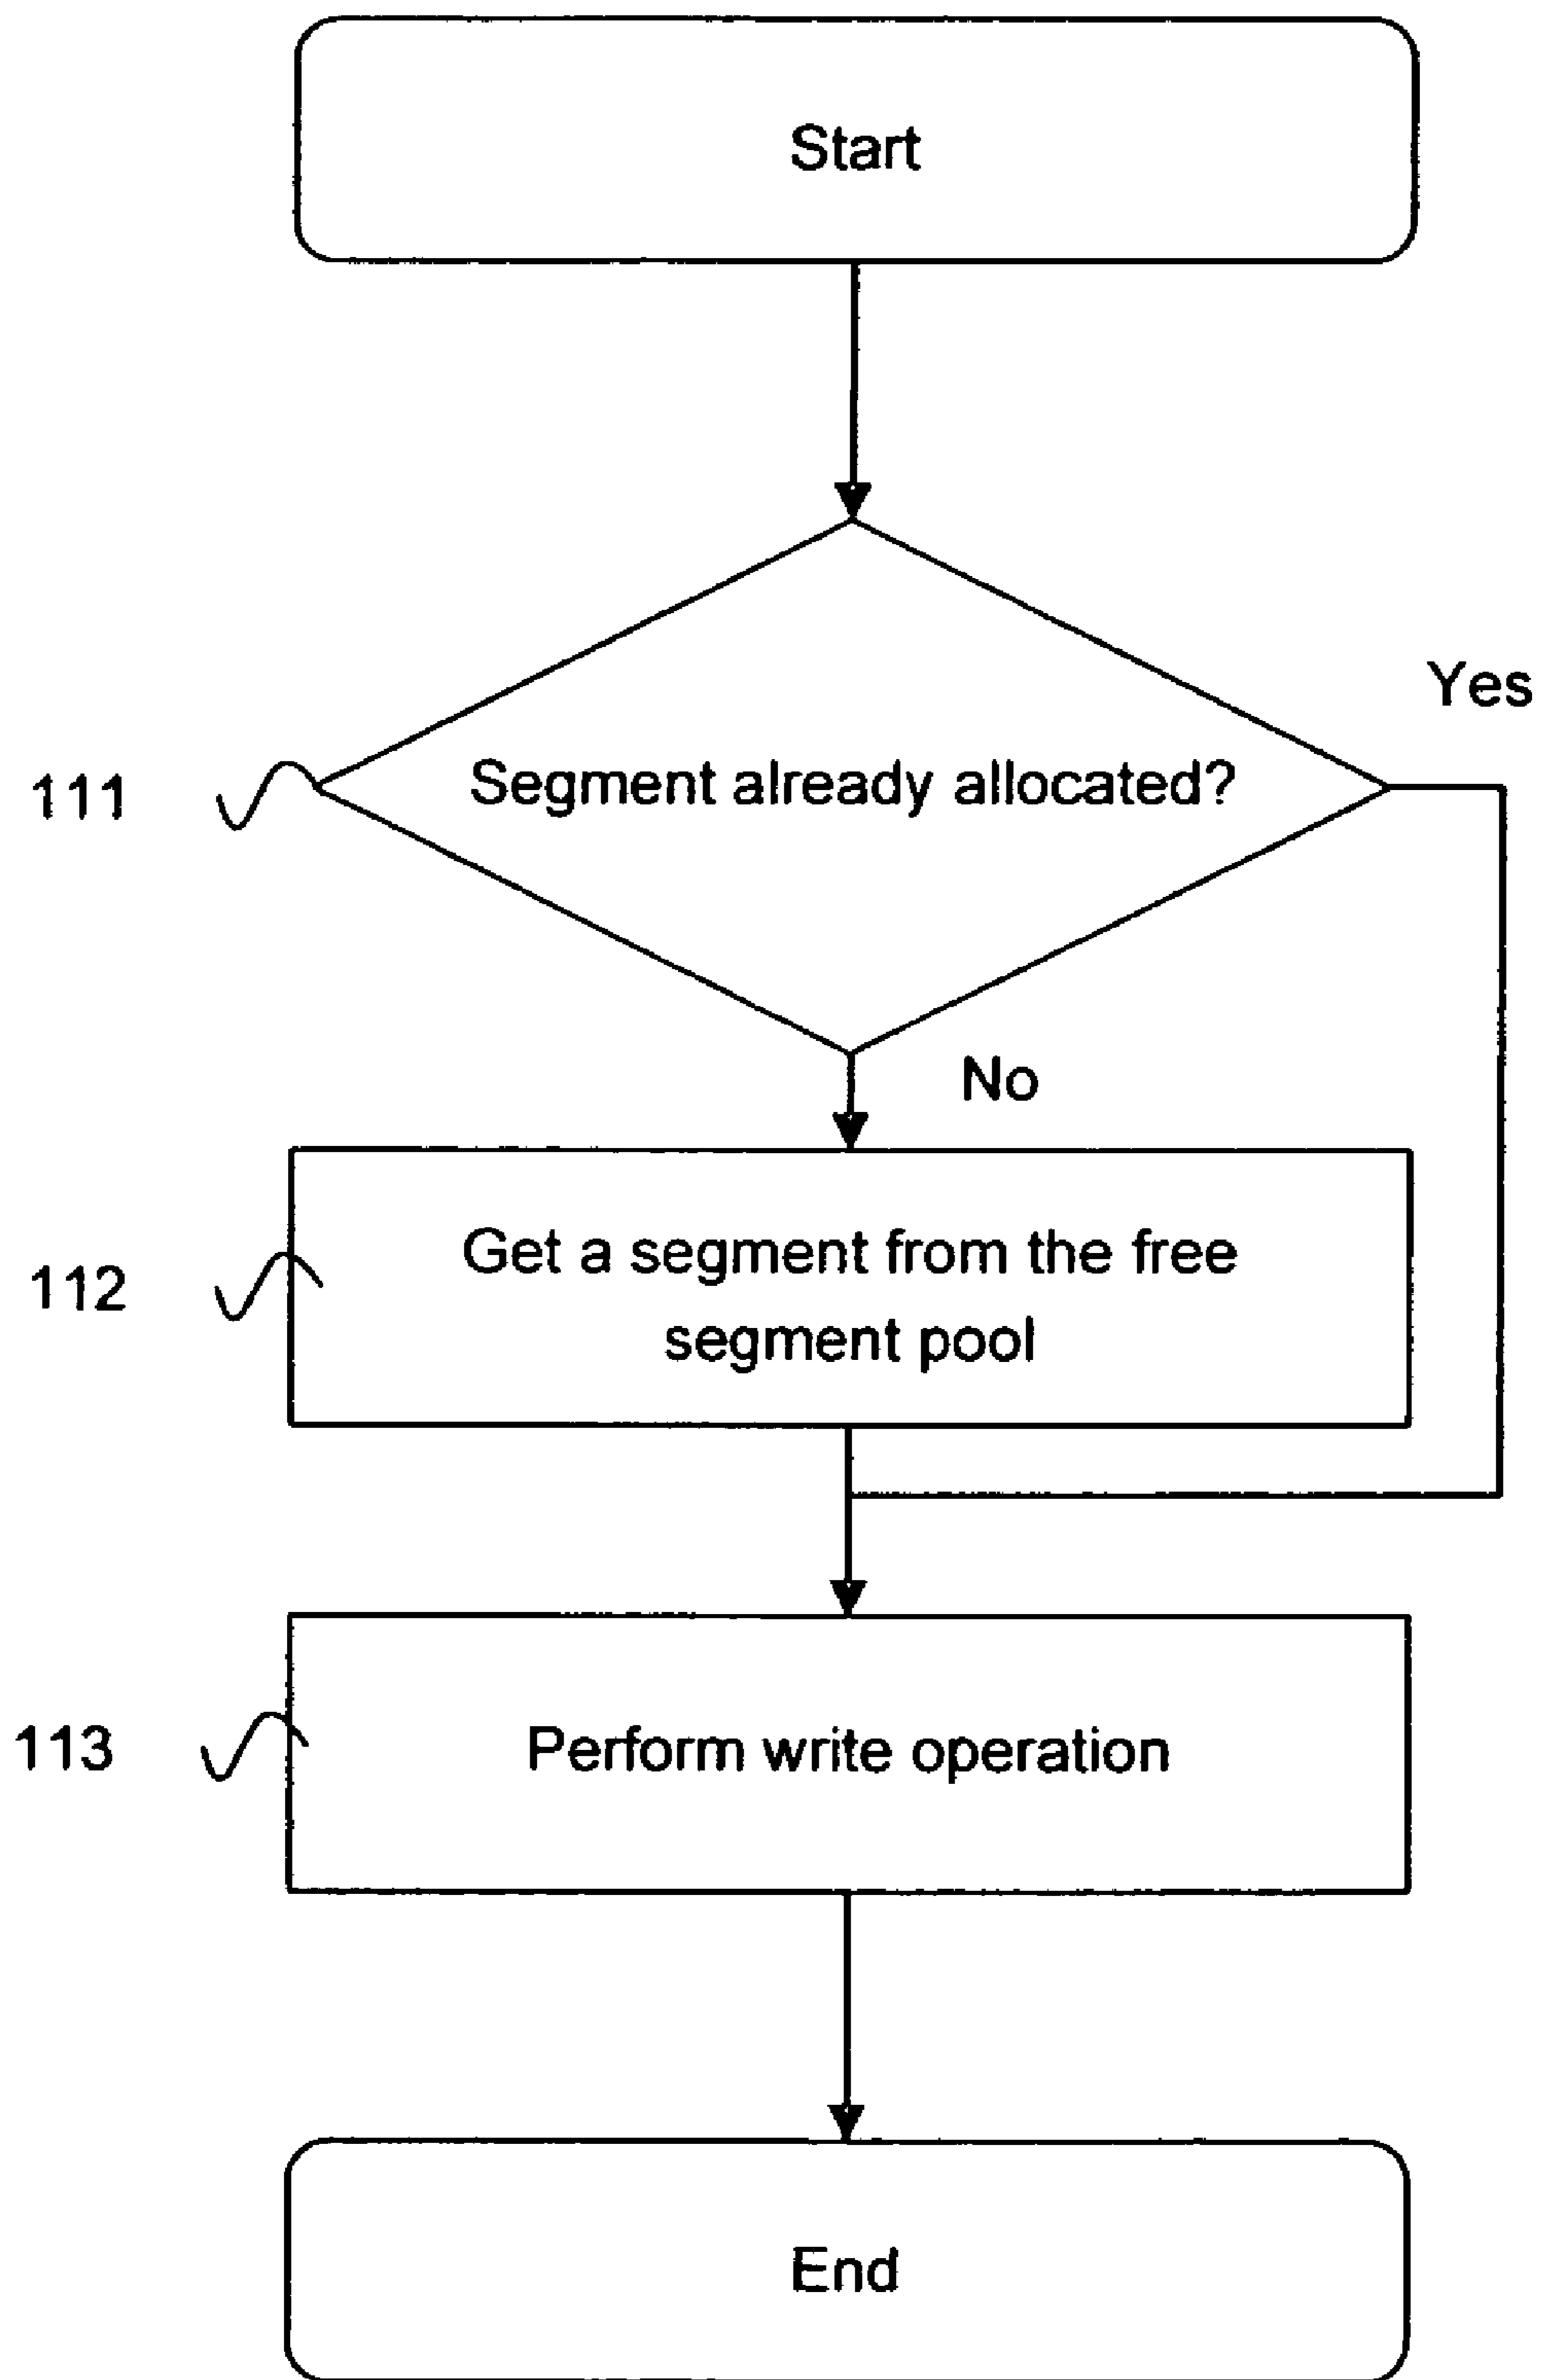 Start
Yes
111
Segment already allocated?
No
112
Get a segment from the free
segment pool
113
Perform write operation
End